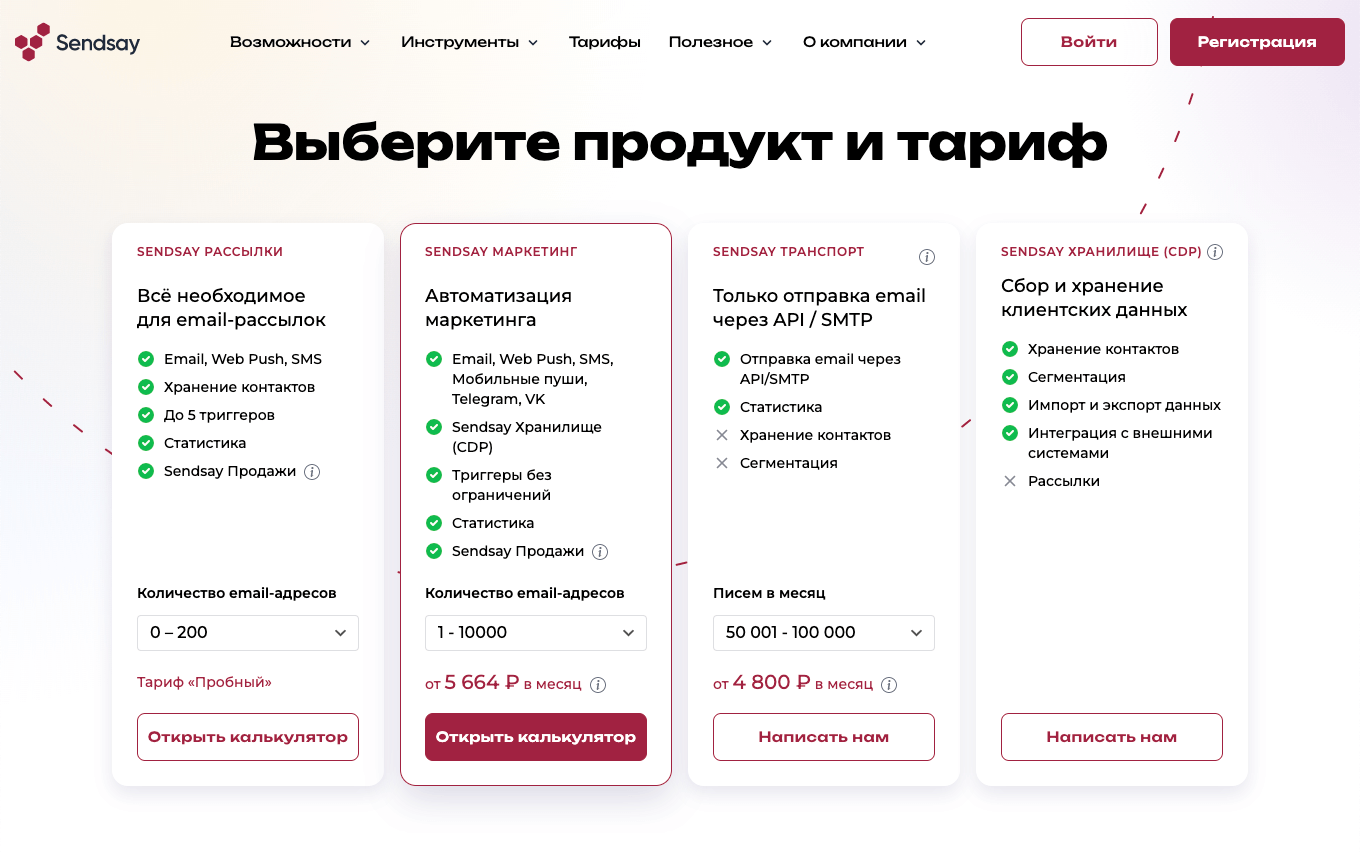 Sendsay
Возможности
Инструменты
Тарифы
Полезное
О компании
Войти
Регистрация
Выберите продукт и тариф
SENDSAY РАССЫЛКИ
Всё необходимое
для email-рассылок
Email, Web Push, SMS
Хранение контактов
До 5 триггеров
Статистика
Sendsay Продажи
Количество email-адресов
0 – 200
Тариф «Пробный»
Открыть калькулятор
SENDSAY МАРКЕТИНГ
Автоматизация
маркетинга
Email, Web Push, SMS,
Мобильные пуши,
Telegram, VK
Sendsay Хранилище
(CDP)
Триггеры без
ограничений
Статистика
Sendsay Продажи
Количество email-адресов
1 - 10000
от 5 664 ₽ в месяц
Открыть калькулятор
SENDSAY ТРАНСПОРТ
Только отправка email
через API / SMTP
Отправка email через
API/SMTP
Статистика
Хранение контактов
Сегментация
Писем в месяц
50 001 - 100 000
от 4 800 ₽ в месяц
Написать нам
SENDSAY ХРАНИЛИЩЕ (CDP)
Сбор и хранение
клиентских данных
Хранение контактов
Сегментация
Импорт и экспорт данных
Интеграция с внешними
системами
Рассылки
Написать нам